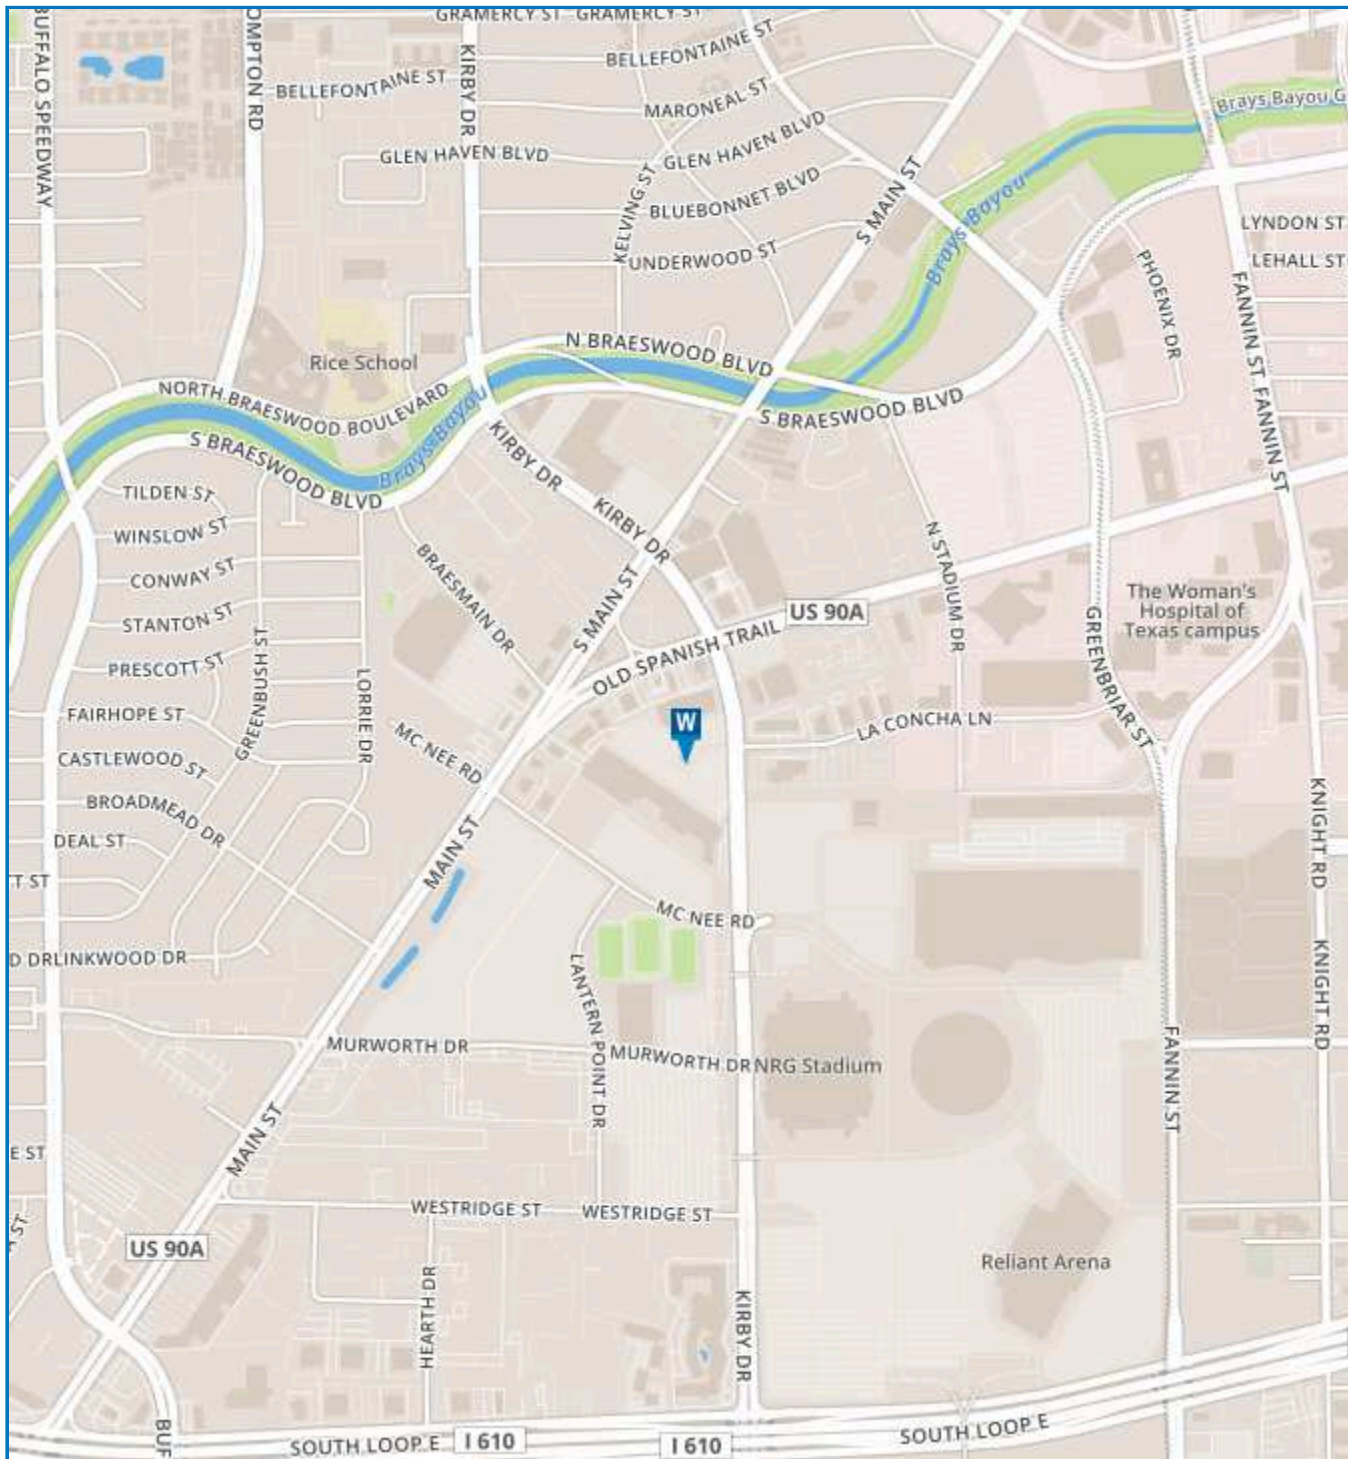 GRAMERCY ST
GRAMERCY ST
BUFFALO SPEEDWAY
OMPTON RD
KIRBY DR
BELLEFONTAINE ST
BELLEFONTAINE ST
MARONEAL ST
Brays Bayou G
GLEN HAVEN BLVD
GLEN HAVEN BLVD
KELVING ST
BLUEBONNET BLVD
S MAIN ST
Brays Bayou
UNDERWOOD ST
LYNDON ST
LEHALL ST
PHOENIX DR
FANNIN ST
FANNIN ST
Rice School
N BRAESWOOD BLVD
NORTH BRAESWOOD BOULEVARD
Brays Bayou
S BRAESWOOD BLVD
S BRAESWOOD BLVD
KIRBY DR
KIRBY DR
TILDEN ST
WINSLOW ST
CONWAY ST
STANTON ST
PRESCOTT ST
FAIRHOPE ST
CASTLEWOOD ST
BROADMEAD DR
DEAL ST
T ST
GREENBUSH ST
LORRIE DR
BRAESMAIN DR
S MAIN ST
N STADIUM DR
US 90A
OLD SPANISH TRAIL
The Woman's
Hospital of
Texas campus
GREENBRIAR ST
W
MC NEE RD
LA CONCHA LN
KNIGHT RD
MAIN ST
MC NEE RD
KNIGHT RD
D DR
LINKWOOD DR
LANTERN POINT DR
MURWORTH DR
MURWORTH DR
NRG Stadium
FANNIN ST
MAIN ST
E ST
WESTRIDGE ST
WESTRIDGE ST
ST
US 90A
Reliant Arena
HEARTH DR
KIRBY DR
BUF
SOUTH LOOP E
I 610
I 610
SOUTH LOOP E